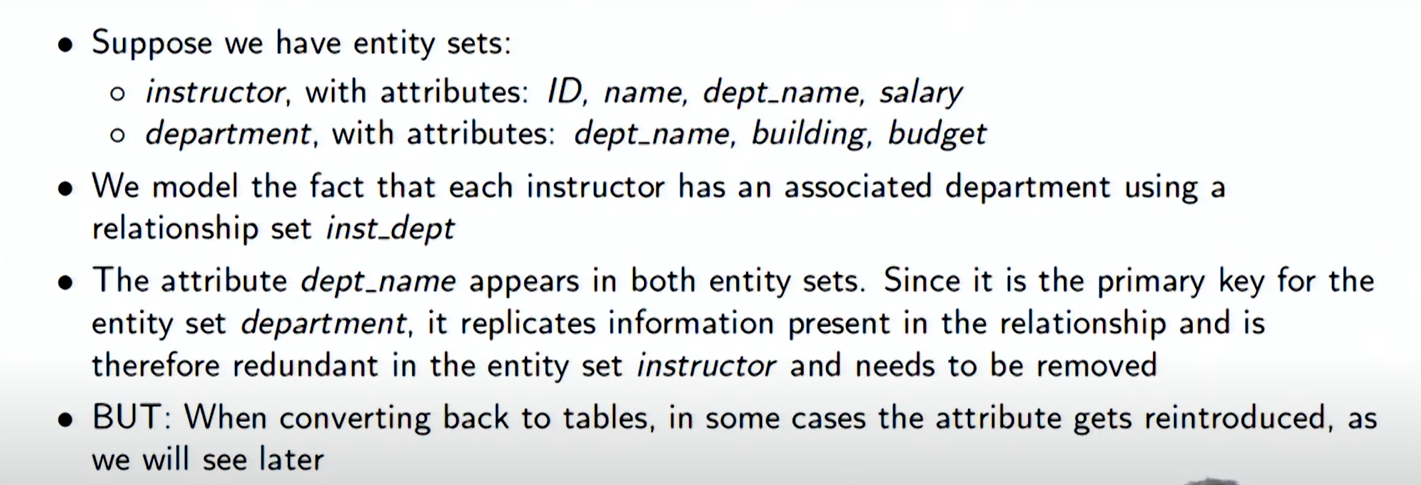 • Suppose we have entity sets:
◦ instructor, with attributes: ID, name, dept_name, salary
◦ department, with attributes: dept_name, building, budget
• We model the fact that each instructor has an associated department using a
relationship set inst_dept
• The attribute dept_name appears in both entity sets. Since it is the primary key for the
entity set department, it replicates information present in the relationship and is
therefore redundant in the entity set instructor and needs to be removed
• BUT: When converting back to tables, in some cases the attribute gets reintroduced, as
we will see later